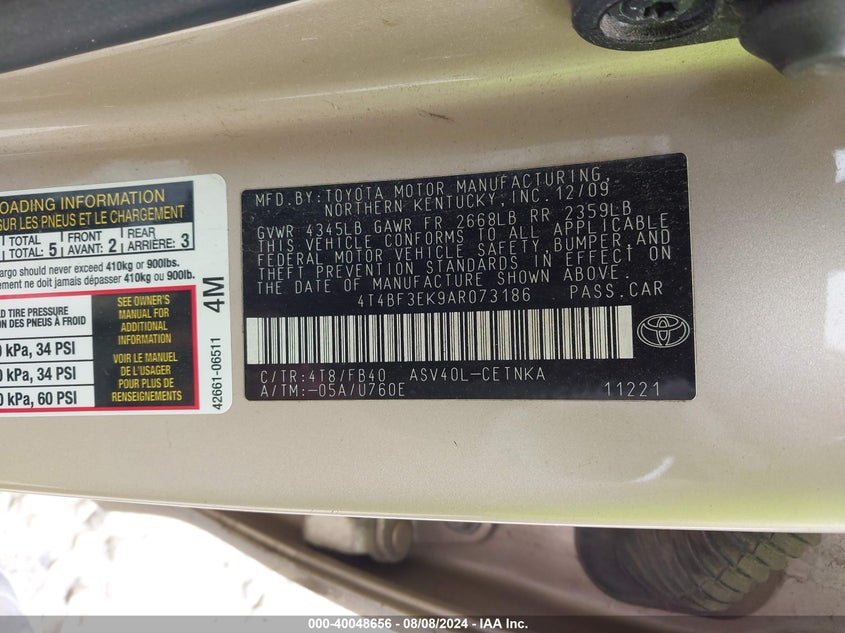 OADING INFORMATION
SUR LES PNEUS ET LE CHARGEMENT
TOTAL
TOTAL: 5
FRONT
AVANT: 2
REAR
ARRIÈRE: 3
argo should never exceed 410kg or 900lbs.
ement ne doit jamais dépasser 410kg ou 900lb.
TIRE PRESSURE
ION DES PNEUS À FROID
kPa, 34 PSI
kPa, 34 PSI
kPa, 60 PSI
SEE OWNER'S
MANUAL FOR
ADDITIONAL
INFORMATION
VOIR LE MANUEL
DE L'USAGER
POUR PLUS DE
RENSEIGNEMENTS
4M
42661-06511
MFD.BY:TOYOTA MOTOR MANUFACTURING,
NORTHERN KENTUCKY,INC. 12/09
GVWR 4345LB GAWR FR 2668LB RR 2359LB
THIS VEHICLE CONFORMS TO ALL APPLICABLE
FEDERAL MOTOR VEHICLE SAFETY,BUMPER,AND
THEFT PREVENTION STANDARDS IN EFFECT ON
THE DATE OF MANUFACTURE SHOWN ABOVE.
4T4BF3EK9AR073186 PASS.CAR
C/TR:4T8/FB40 ASV40L-CETNKA
A/TM:-05A/U760E 11221
000-40048656 - 08/08/2024 -